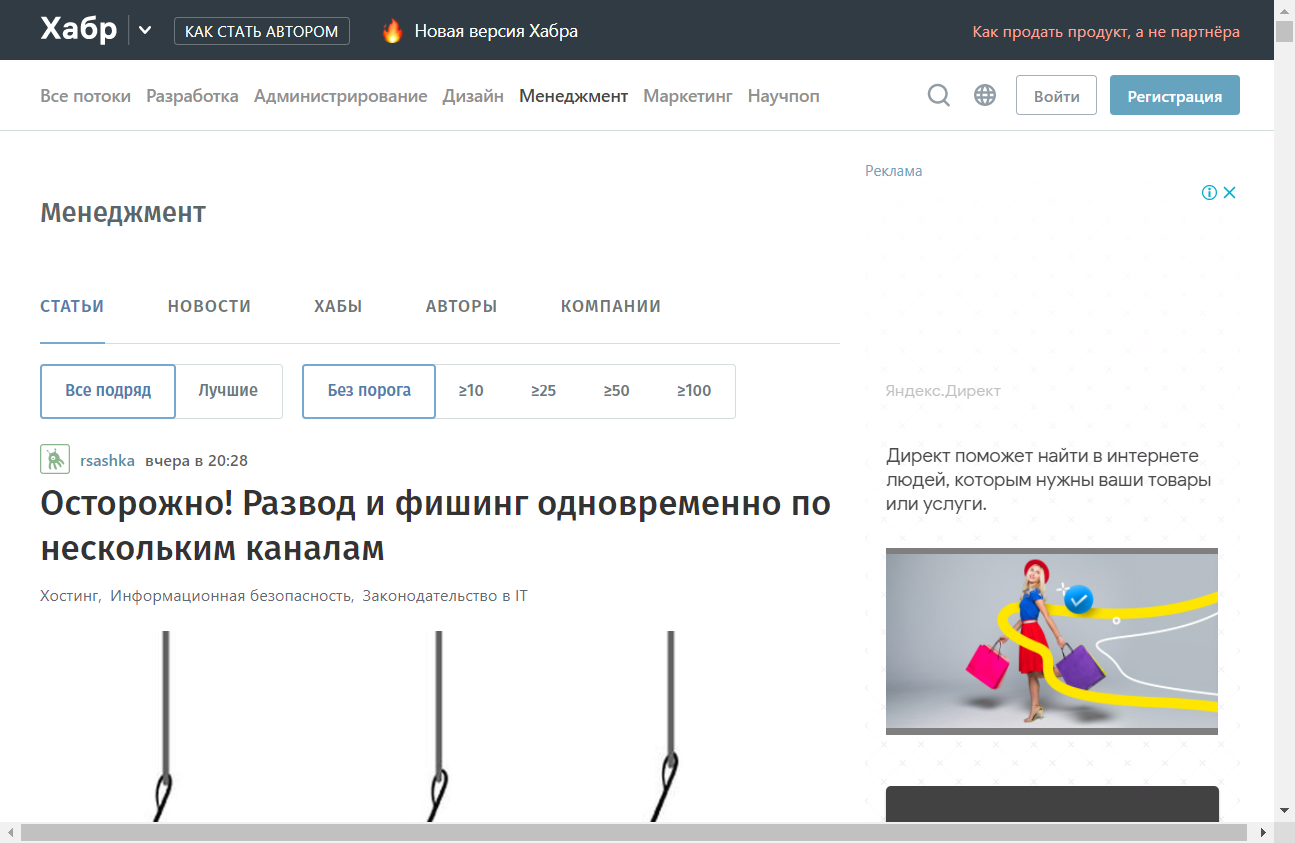 Хабр
КАК СТАТЬ АВТОРОМ
Новая версия Хабра
Как продать продукт, а не партнёра
Все потоки Разработка Администрирование Дизайн Менеджмент Маркетинг Научпоп
Войти
Регистрация
Реклама
Менеджмент
СТАТЬИ НОВОСТИ ХАБЫ АВТОРЫ КОМПАНИИ
Все подряд Лучшие Без порога ≥10 ≥25 ≥50 ≥100
rsashka вчера в 20:28
Осторожно! Развод и фишинг одновременно по
нескольким каналам
Хостинг, Информационная безопасность, Законодательство в IT
Яндекс.Директ
Директ поможет найти в интернете
людей, которым нужны ваши товары
или услуги.